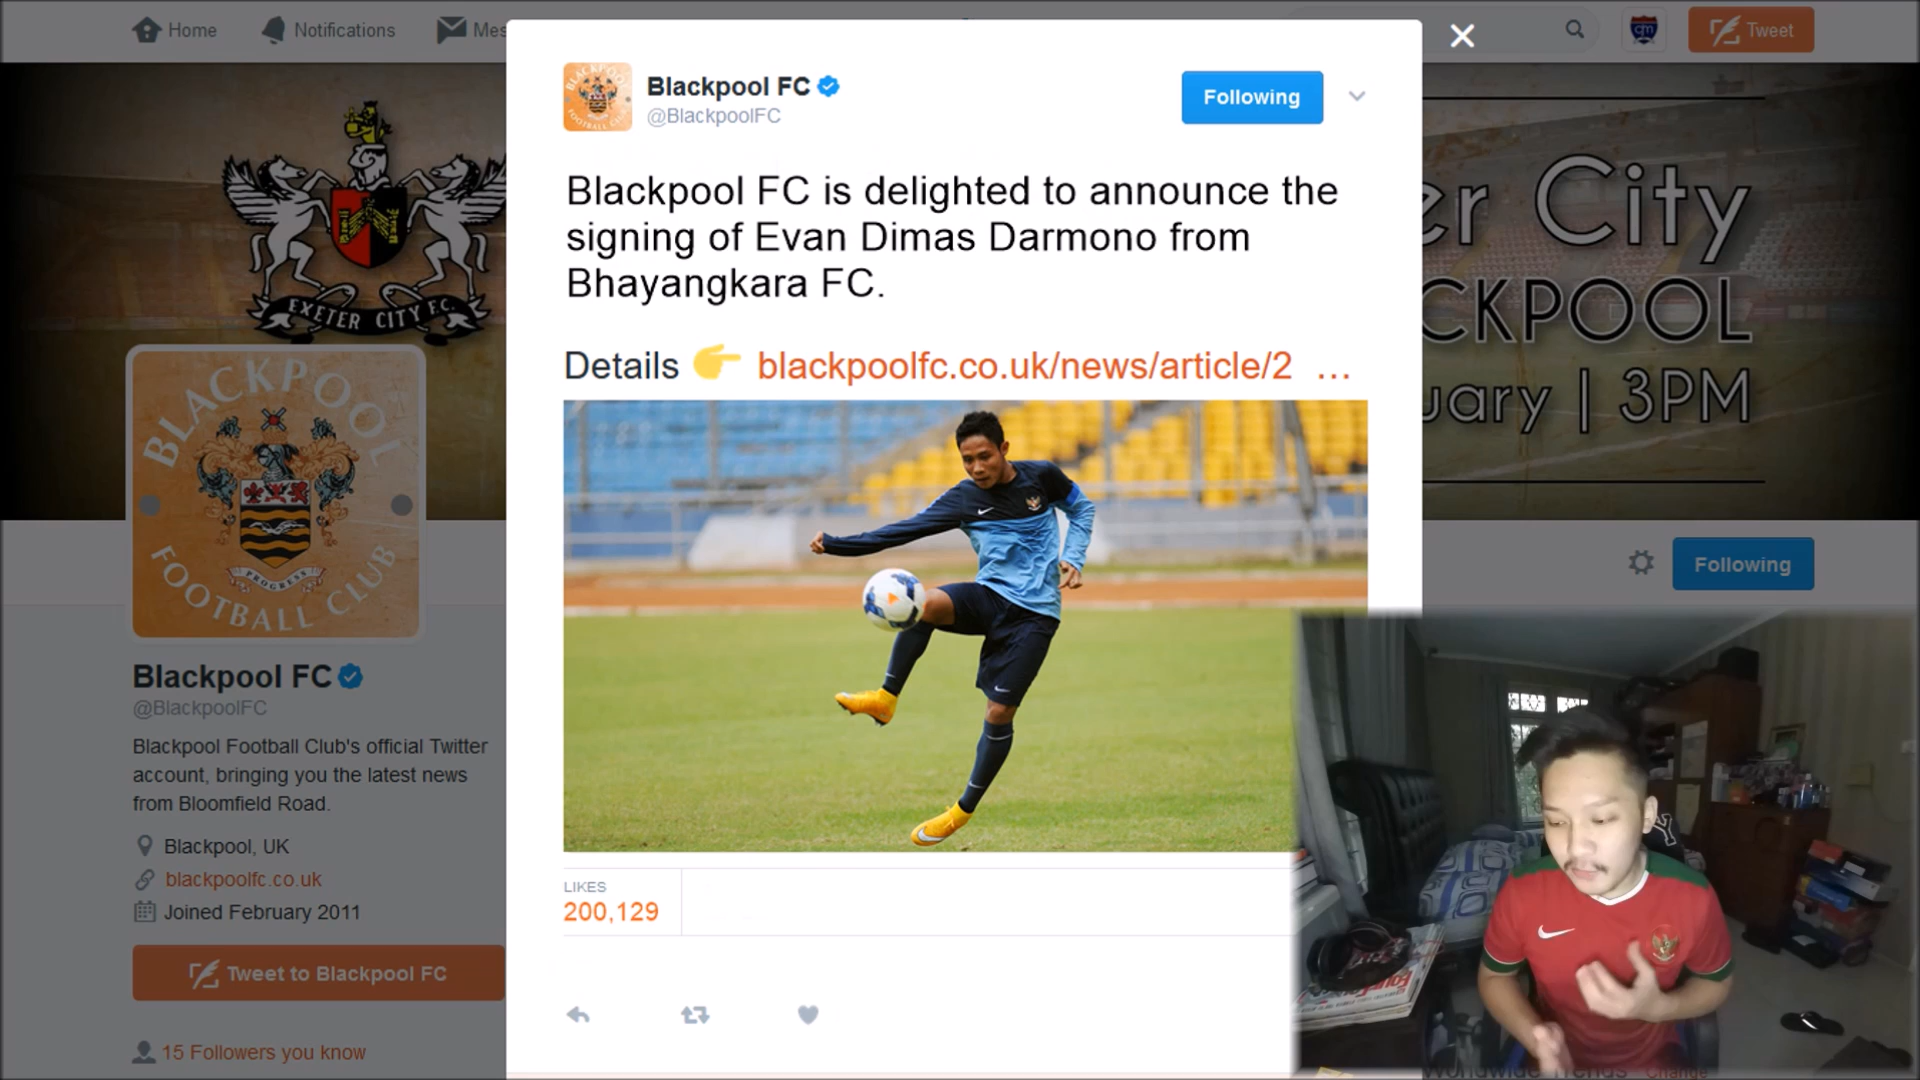 Home
Notifications
Mes
Tweet
EXETER CITY F.C.
er City
CKPOOL
uary | 3PM
Blackpool FC
@BlackpoolFC
Following
Blackpool FC is delighted to announce the
signing of Evan Dimas Darmono from
Bhayangkara FC.
Details 👉 blackpoolfc.co.uk/news/article/2 …
LIKES
200,129
BLACKPOOL
FOOTBALL CLUB
PROGRESS
Blackpool FC
@BlackpoolFC
Blackpool Football Club's official Twitter
account, bringing you the latest news
from Bloomfield Road.
Blackpool, UK
blackpoolfc.co.uk
Joined February 2011
Tweet to Blackpool FC
15 Followers you know
Following
Worldwide Trends Change